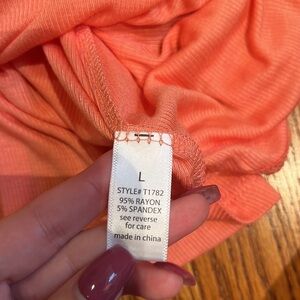 L
STYLE# T1782
95% RAYON
5% SPANDEX
see reverse
for care
made in china